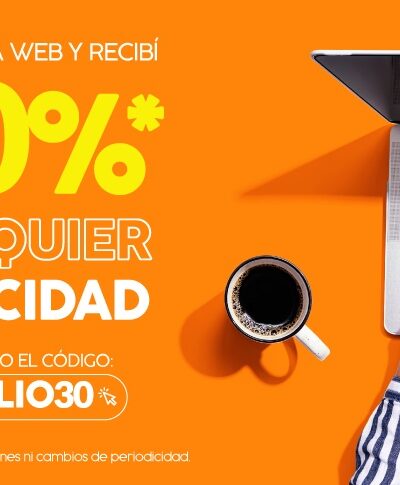 A WEB Y RECIBÍ
0%*
QUIER
CIDAD
O EL CÓDIGO:
LIO30
nes ni cambios de periodicidad.